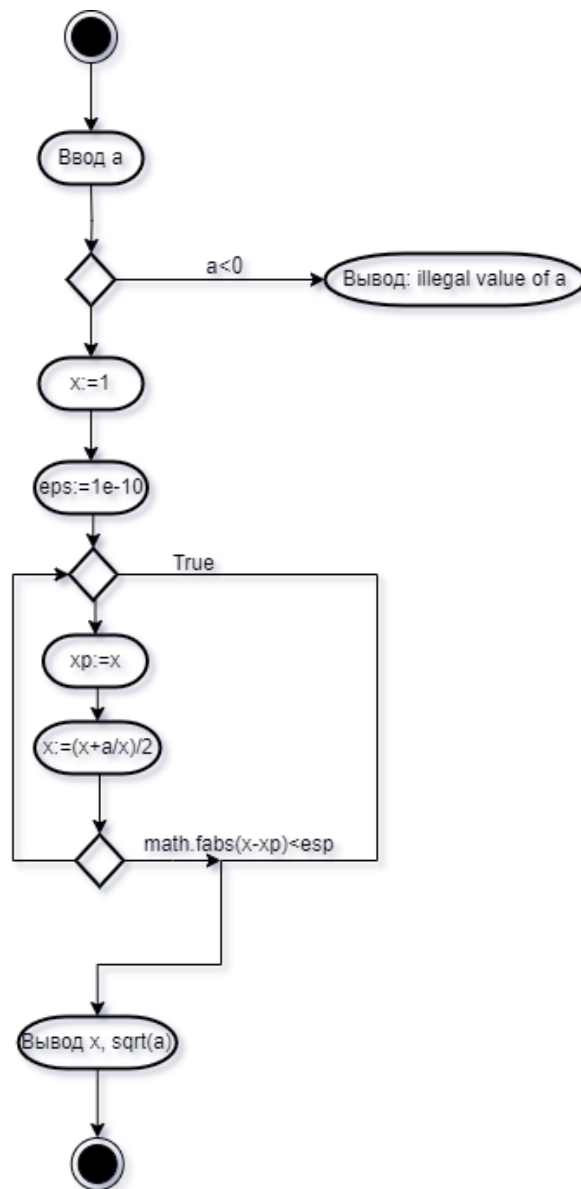 Ввод a
a<0
Вывод: illegal value of a
x:=1
eps:=1e-10
True
xp:=x
x:=(x+a/x)/2
math.fabs(x-xp)<esp
Вывод x, sqrt(a)